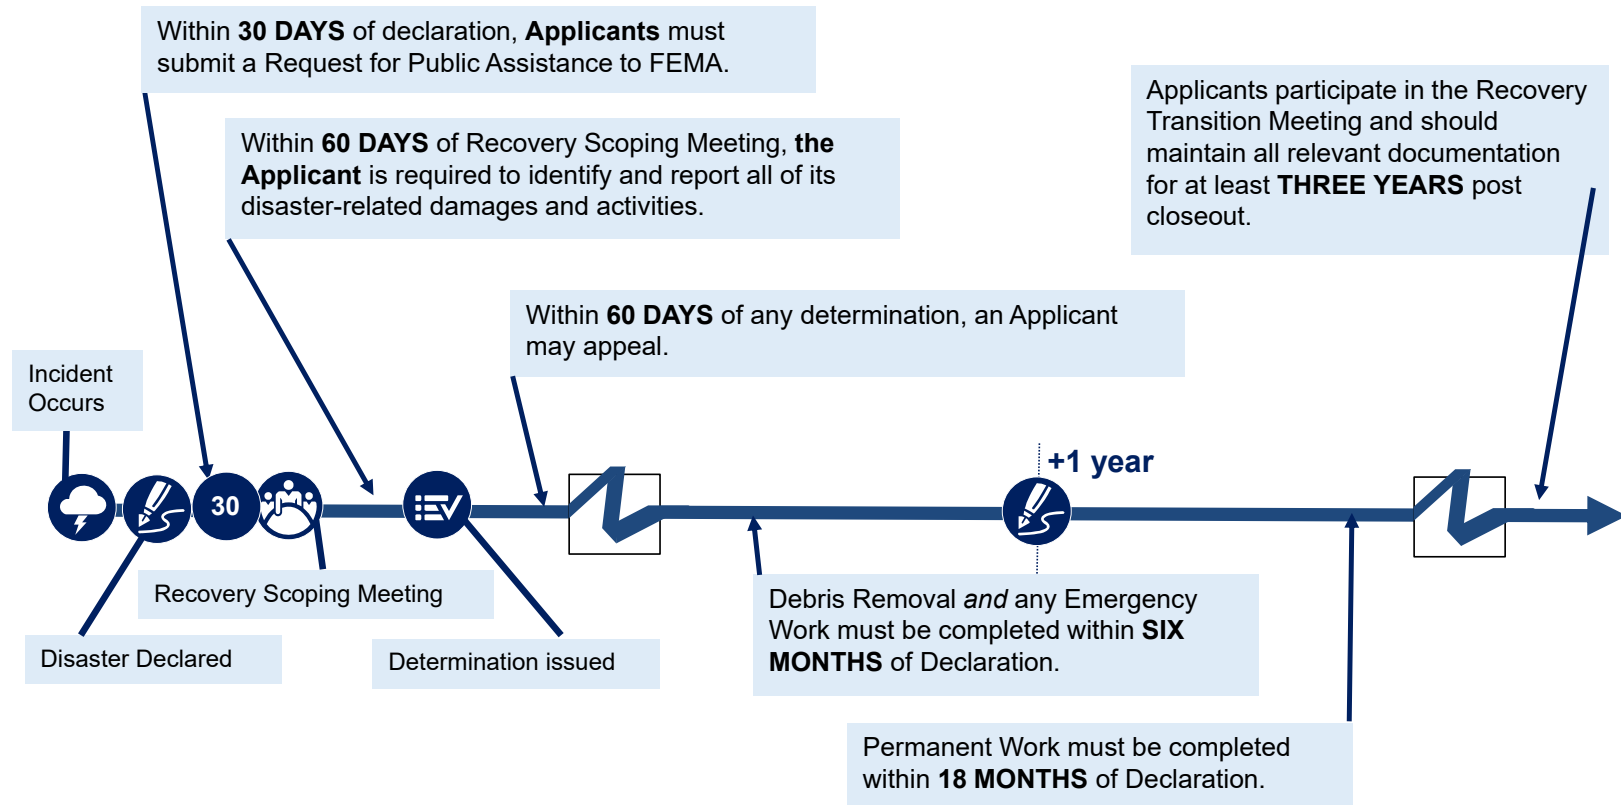 Within 30 DAYS of declaration, Applicants must
submit a Request for Public Assistance to FEMA.
Within 60 DAYS of Recovery Scoping Meeting, the
Applicant is required to identify and report all of its
disaster-related damages and activities.
Applicants participate in the Recovery
Transition Meeting and should
maintain all relevant documentation
for at least THREE YEARS post
closeout.
Within 60 DAYS of any determination, an Applicant
may appeal.
Incident
Occurs
+1 year
30
Recovery Scoping Meeting
Disaster Declared
Determination issued
Debris Removal and any Emergency
Work must be completed within SIX
MONTHS of Declaration.
Permanent Work must be completed
within 18 MONTHS of Declaration.